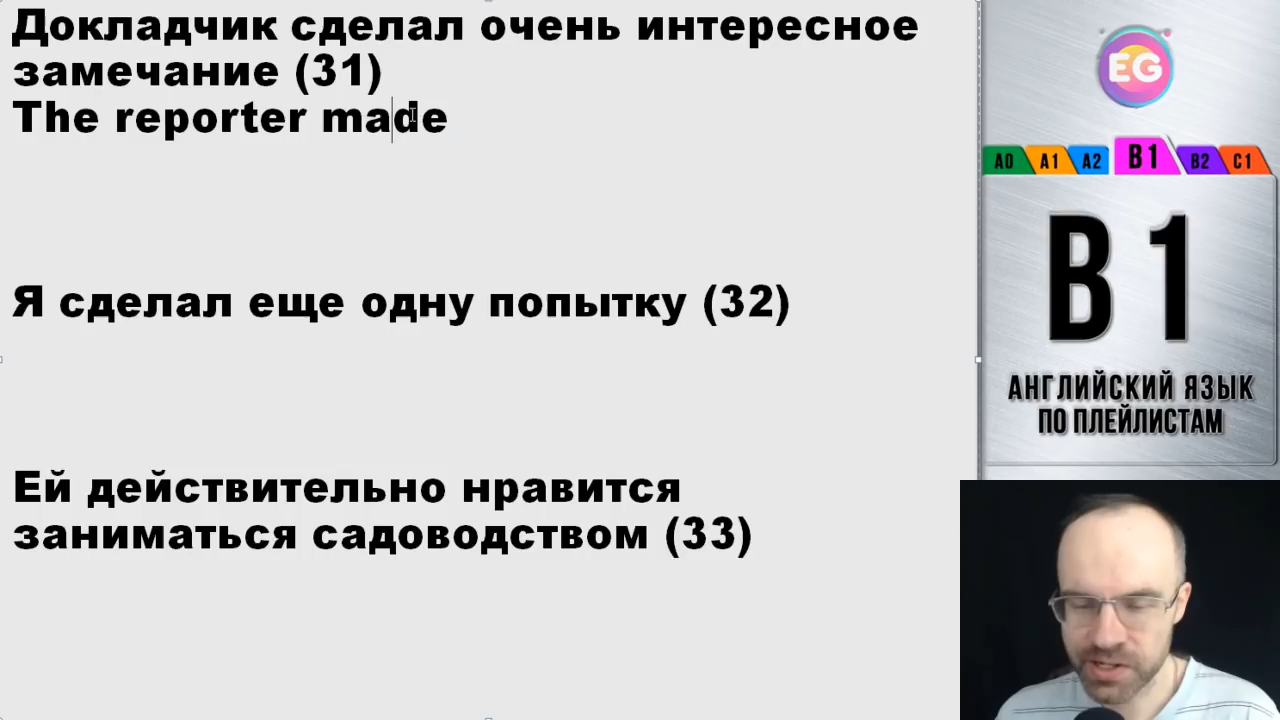 Докладчик сделал очень интересное
замечание (31)
The reporter made
Я сделал еще одну попытку (32)
Ей действительно нравится
заниматься садоводством (33)
EG
A0 A1 A2 B1 B2 C1
B1
АНГЛИЙСКИЙ ЯЗЫК
ПО ПЛЕЙЛИСТАМ